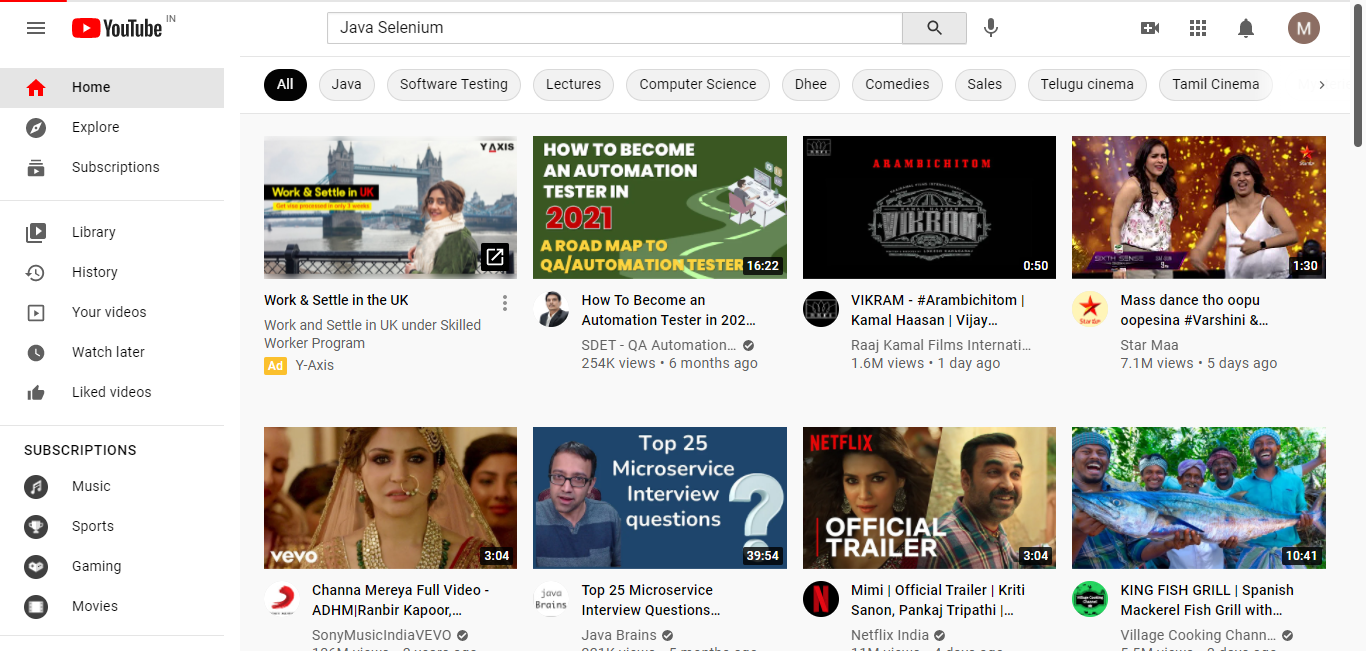 YouTube IN
Java Selenium
M
Home
Explore
Subscriptions
Library
History
Your videos
Watch later
Liked videos
SUBSCRIPTIONS
Music
Sports
Gaming
Movies
All Java Software Testing Lectures Computer Science Dhee Comedies Sales Telugu cinema Tamil Cinema
Y AXIS
Work & Settle in UK
Get visa processed in only 3 weeks
Work & Settle in the UK
Work and Settle in UK under Skilled
Worker Program
Ad Y-Axis
HOW TO BECOME
AN AUTOMATION
TESTER IN
2021
A ROAD MAP TO
QA/AUTOMATION TESTER
16:22
How To Become an
Automation Tester in 202...
SDET - QA Automation...
254K views • 6 months ago
ARAMBICHITOM
VIKRAM
0:50
VIKRAM - #Arambichitom |
Kamal Haasan | Vijay...
Raaj Kamal Films Internati...
1.6M views • 1 day ago
SIXTH SENSE
1:30
Mass dance tho oopu
oopesina #Varshini &...
Star Maa
7.1M views • 5 days ago
vevo
3:04
Channa Mereya Full Video -
ADHM|Ranbir Kapoor,...
SonyMusicIndiaVEVO
Top 25
Microservice
Interview
questions
39:54
java
Brains
Top 25 Microservice
Interview Questions...
Java Brains
NETFLIX
OFFICIAL
TRAILER
3:04
N
Mimi | Official Trailer | Kriti
Sanon, Pankaj Tripathi |...
Netflix India
10:41
KING FISH GRILL | Spanish
Mackerel Fish Grill with...
Village Cooking Chann...